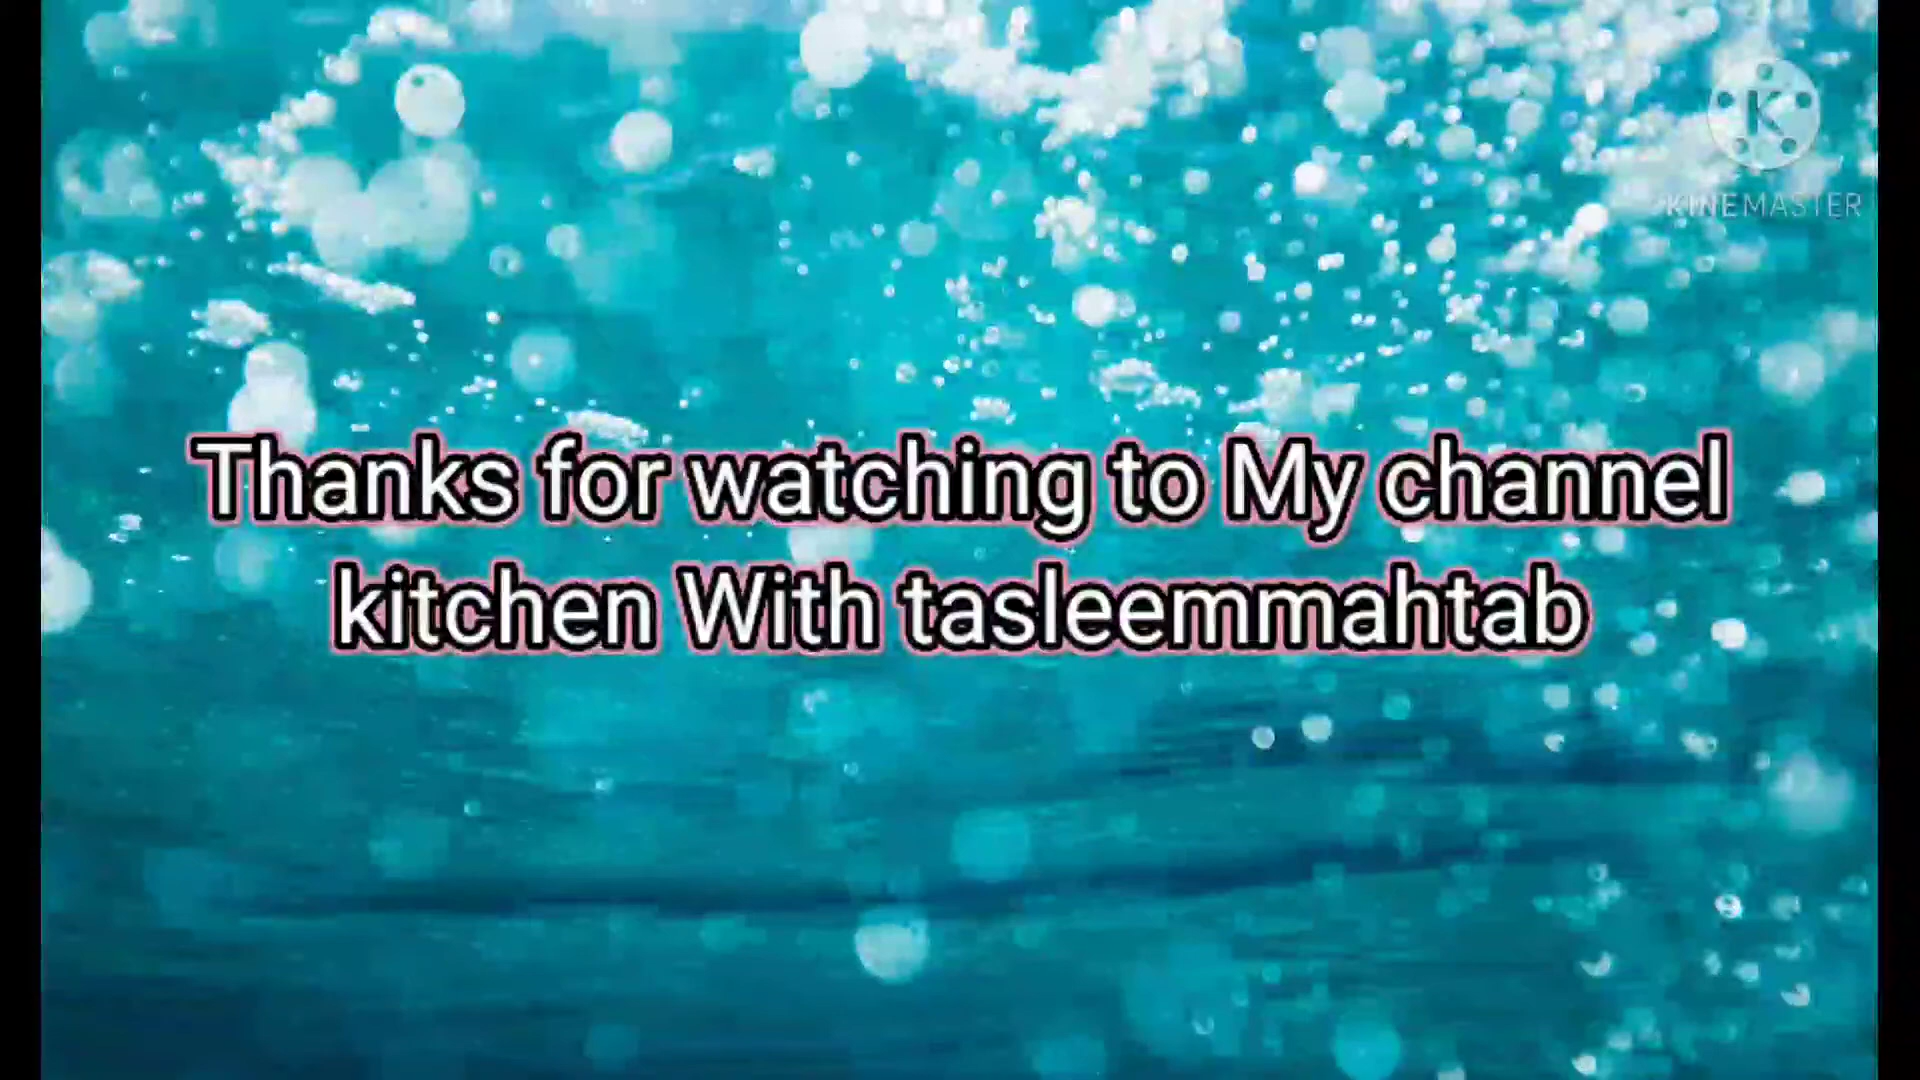 K
KINEMASTER
Thanks for watching to My channel
kitchen With tasleemmahtab